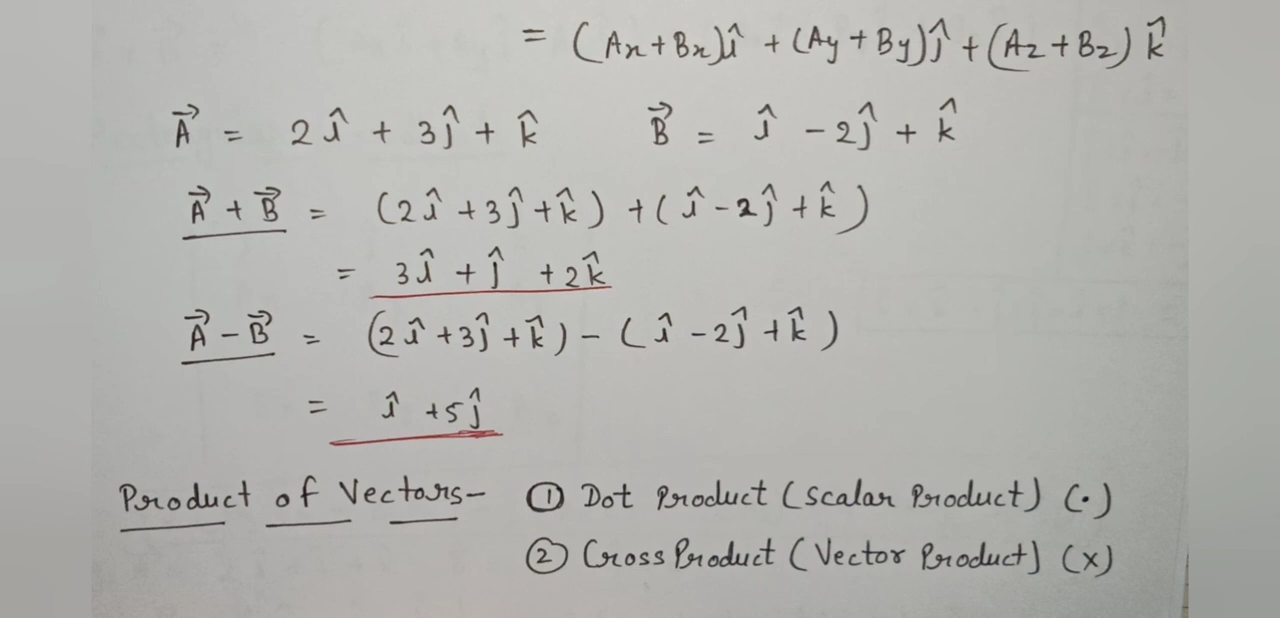 = (Ax+Bx)î + (Ay+By)ĵ + (Az+Bz) k̂
A⃗ = 2î + 3ĵ + k̂ B⃗ = î - 2ĵ + k̂
A⃗ + B⃗ = (2î + 3ĵ + k̂) + (î - 2ĵ + k̂)
= 3î + ĵ + 2k̂
A⃗ - B⃗ = (2î + 3ĵ + k̂) - (î - 2ĵ + k̂)
= î + 5ĵ
Product of Vectors- ① Dot Product (Scalar Product) (·)
② Cross Product (Vector Product) (X)